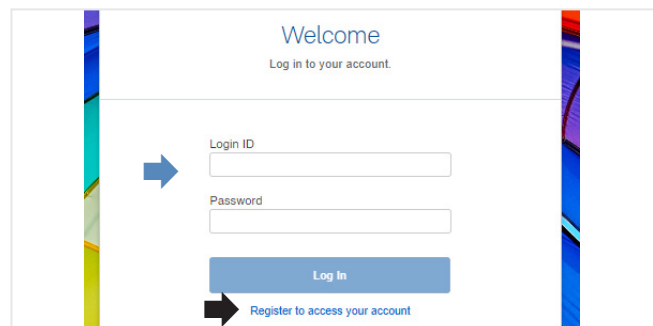 Welcome
Log in to your account.
Login ID
Password
Log In
Register to access your account